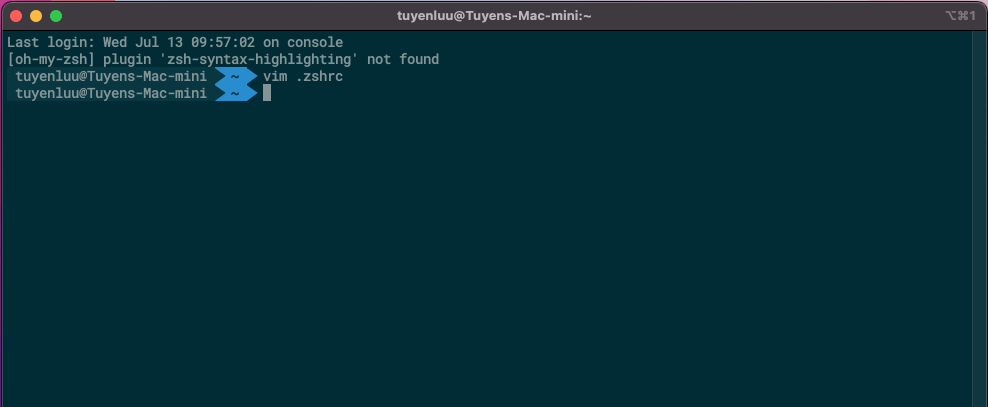 tuyenluu@Tuyens-Mac-mini:~
⌥⌘1
Last login: Wed Jul 13 09:57:02 on console
[oh-my-zsh] plugin 'zsh-syntax-highlighting' not found
tuyenluu@Tuyens-Mac-mini ~ vim .zshrc
tuyenluu@Tuyens-Mac-mini ~